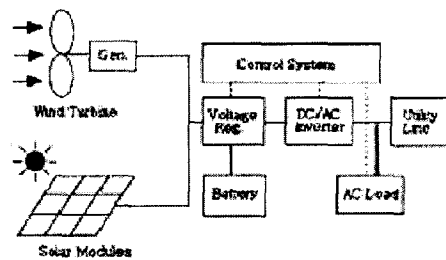 Gen.
Control System
Wind Turbine
Voltage
Reg.
DC/AC
Inverter
Utility
Line
Battery
AC Load
Solar Modules